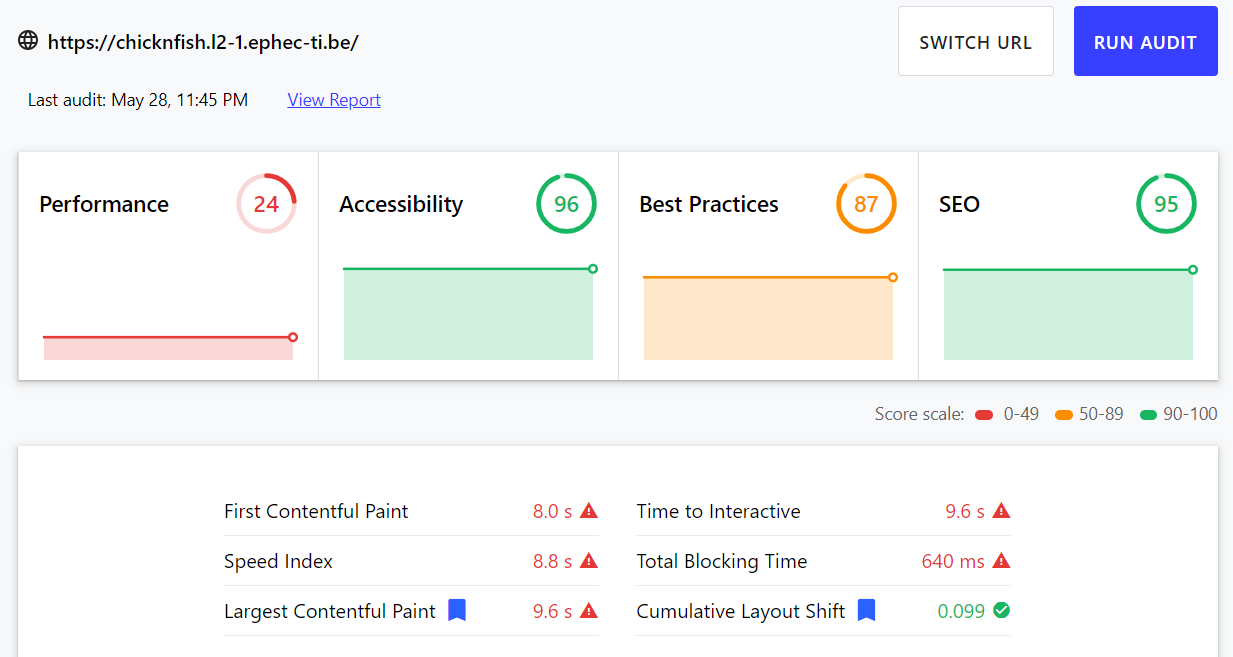 https://chicknfish.l2-1.ephec-ti.be/
SWITCH URL
RUN AUDIT
Last audit: May 28, 11:45 PM
View Report
Performance
24
Accessibility
96
Best Practices
87
SEO
95
Score scale:
0-49
50-89
90-100
First Contentful Paint
8.0 s
Time to Interactive
9.6 s
Speed Index
8.8 s
Total Blocking Time
640 ms
Largest Contentful Paint
9.6 s
Cumulative Layout Shift
0.099